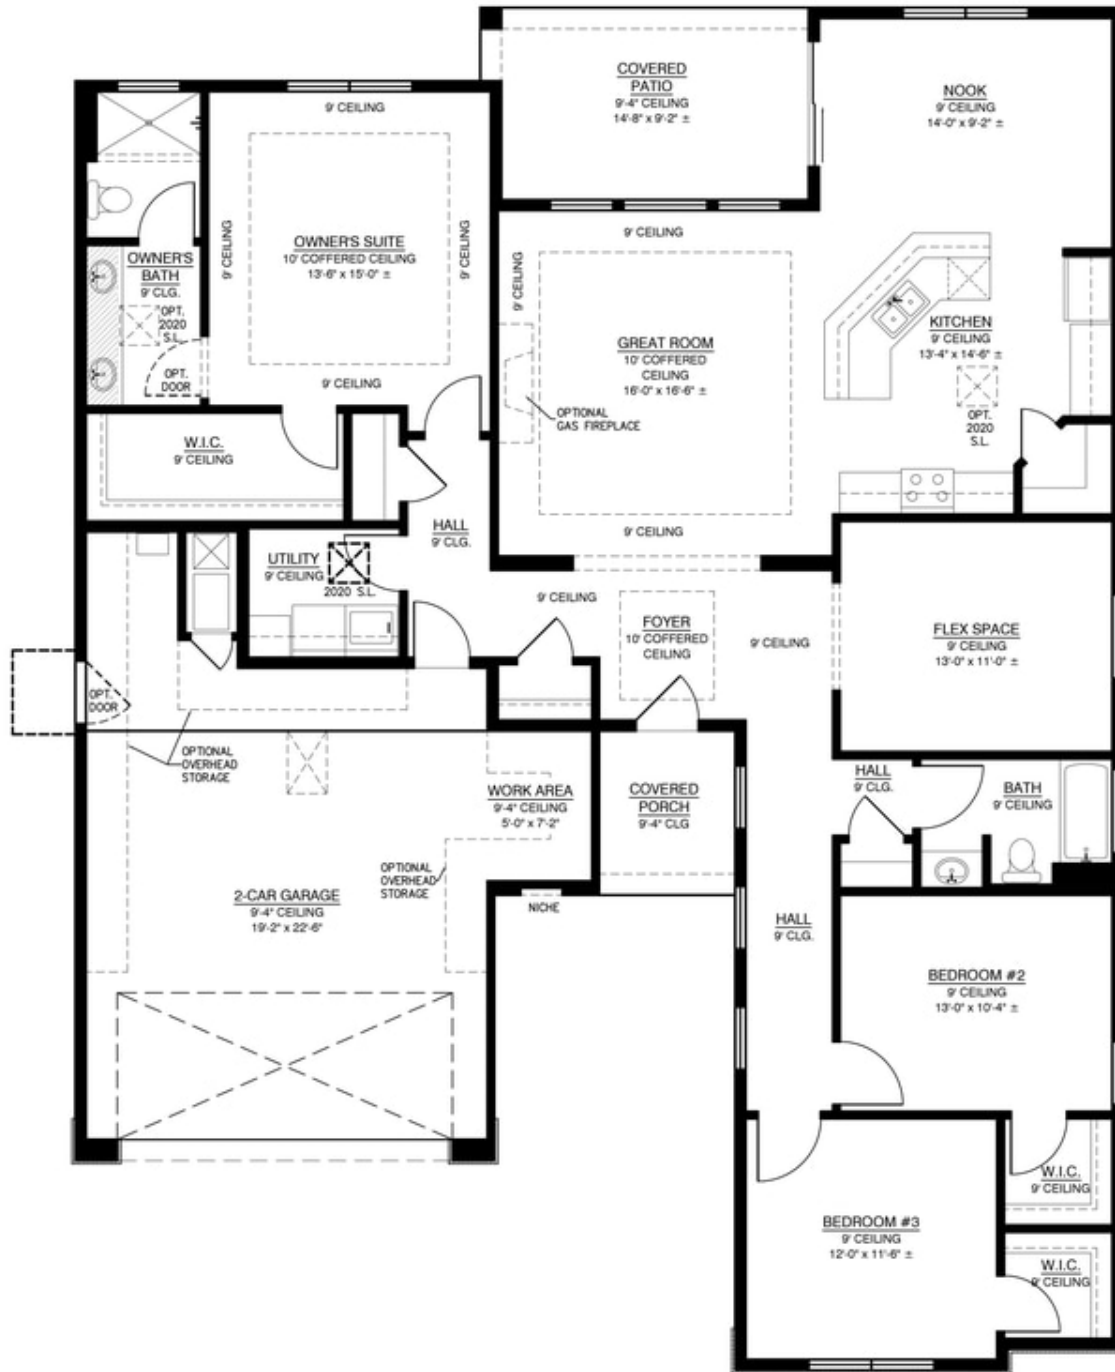 COVERED
PATIO
9'-4" CEILING
14'-8" x 9'-2" ±
NOOK
9' CEILING
14'-0" x 9'-2" ±
9' CEILING
9' CEILING
OWNER'S SUITE
10' COFFERED CEILING
13'-6" x 15'-0" ±
9' CEILING
9' CEILING
OWNER'S
BATH
9' CLG.
OPT.
2020
S.L.
OPT.
DOOR
9' CEILING
9' CEILING
GREAT ROOM
10' COFFERED
CEILING
16'-0" x 16'-6" ±
OPTIONAL
GAS FIREPLACE
9' CEILING
KITCHEN
9' CEILING
13'-4" x 14'-6" ±
OPT.
2020
S.L.
W.I.C.
9' CEILING
HALL
9' CLG.
UTILITY
9' CEILING
2020 S.L.
9' CEILING
FOYER
10' COFFERED
CEILING
9' CEILING
FLEX SPACE
9' CEILING
13'-0" x 11'-0" ±
OPT.
DOOR
OPTIONAL
OVERHEAD
STORAGE
WORK AREA
9'-4" CEILING
5'-0" x 7'-2"
COVERED
PORCH
9'-4" CLG
HALL
9' CLG.
BATH
9' CEILING
OPTIONAL
OVERHEAD
STORAGE
2-CAR GARAGE
9'-4" CEILING
19'-2" x 22'-6"
NICHE
HALL
9' CLG.
BEDROOM #2
9' CEILING
13'-0" x 10'-4" ±
W.I.C.
9' CEILING
BEDROOM #3
9' CEILING
12'-0" x 11'-6" ±
W.I.C.
9' CEILING